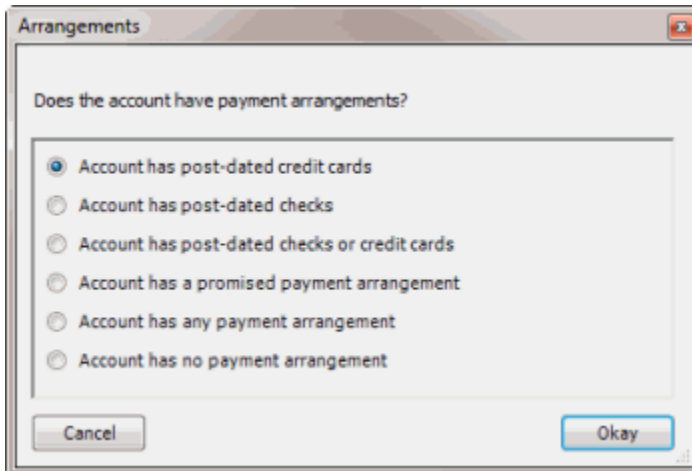 Arrangements
Does the account have payment arrangements?
Account has post-dated credit cards
Account has post-dated checks
Account has post-dated checks or credit cards
Account has a promised payment arrangement
Account has any payment arrangement
Account has no payment arrangement
Cancel Okay